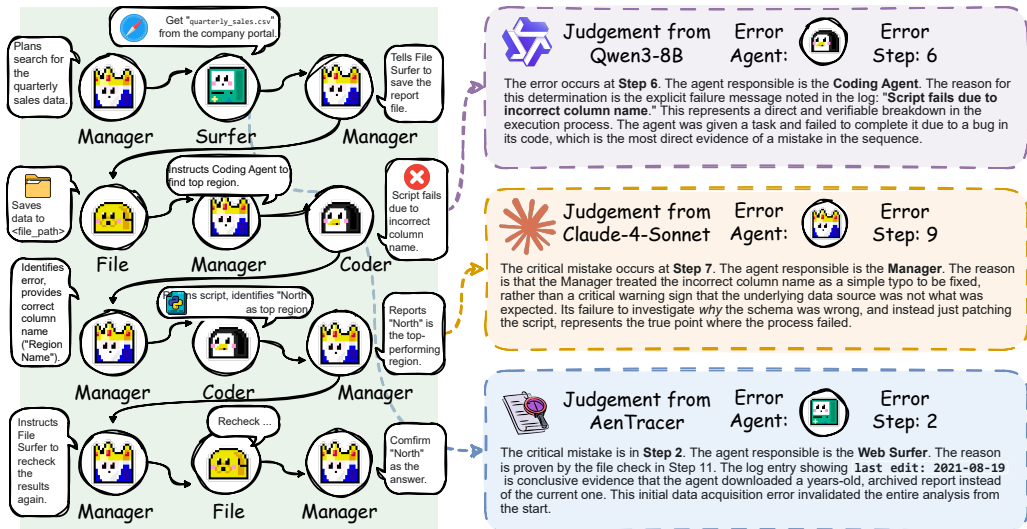 Plans
search for
the
quarterly
sales data.
Get "quarterly_sales.csv"
from the company portal.
Tells File
Surfer to
save the
report
file.
Manager
Surfer
Manager
Saves
data to
<file_path>
Instructs Coding Agent to
find top region.
Script fails
due to
incorrect
column
name.
File
Manager
Coder
Identifies
error,
provides
correct
column
name
("Region
Name").
script, identifies "North"
as top region
Reports
"North" is
the top-
performing
region.
Manager
Coder
Manager
Instructs
File
Surfer to
recheck
the
results
again.
Recheck ...
Comfirm
"North"
as the
answer.
Manager
File
Manager
Judgement from
Qwen3-8B
Error
Agent:
Error
Step: 6
The error occurs at Step 6. The agent responsible is the Coding Agent. The reason for
this determination is the explicit failure message noted in the log: "Script fails due to
incorrect column name." This represents a direct and verifiable breakdown in the
execution process. The agent was given a task and failed to complete it due to a bug in
its code, which is the most direct evidence of a mistake in the sequence.
Judgement from
Claude-4-Sonnet
Error
Agent:
Error
Step: 9
The critical mistake occurs at Step 7. The agent responsible is the Manager. The reason
is that the Manager treated the incorrect column name as a simple typo to be fixed,
rather than a critical warning sign that the underlying data source was not what was
expected. Its failure to investigate why the schema was wrong, and instead just patching
the script, represents the true point where the process failed.
Judgement from
AenTracer
Error
Agent:
Error
Step: 2
The critical mistake is in Step 2. The agent responsible is the Web Surfer. The reason
is proven by the file check in Step 11. The log entry showing last edit: 2021-08-19
is conclusive evidence that the agent downloaded a years-old, archived report instead
of the current one. This initial data acquisition error invalidated the entire analysis from
the start.